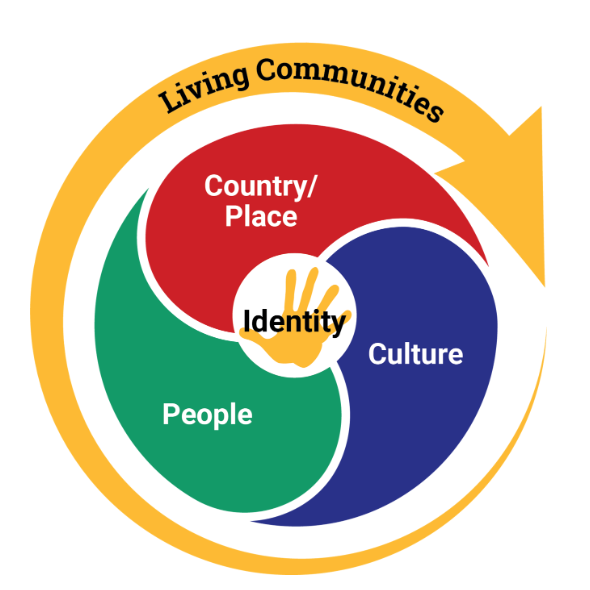 Living Communities
Country/
Place
Identity
Culture
People